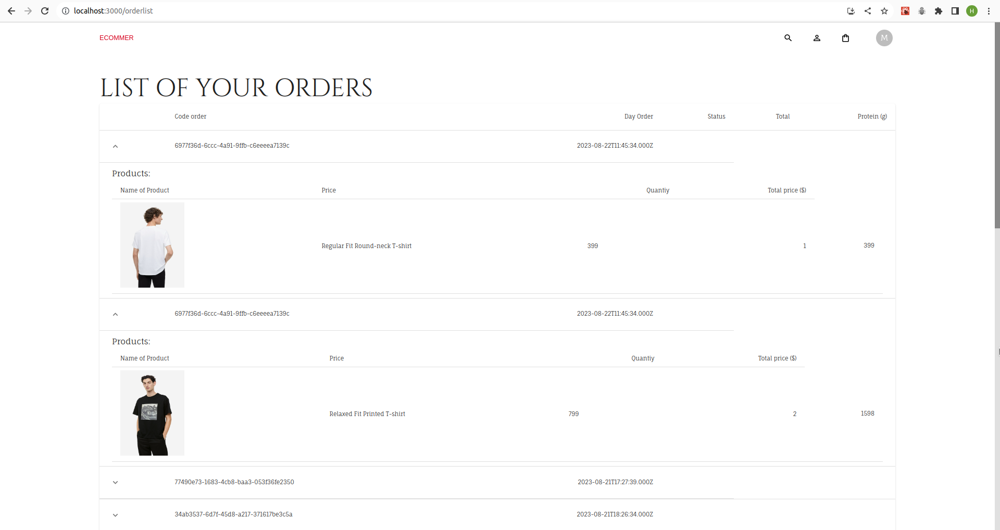 localhost:3000/orderlist
H
ECOMMER
M
LIST OF YOUR ORDERS
Code order Day Order Status Total Protein (g)
6977f36d-6ccc-4a91-9ffb-c6eeeea7139c 2023-08-22T11:45:34.000Z
Products:
Name of Product Price Quantiy Total price ($)
Regular Fit Round-neck T-shirt 399 1 399
6977f36d-6ccc-4a91-9ffb-c6eeeea7139c 2023-08-22T11:45:34.000Z
Products:
Name of Product Price Quantiy Total price ($)
Relaxed Fit Printed T-shirt 799 2 1598
77490e73-1683-4cb8-baa3-053f36fe2350 2023-08-21T17:27:39.000Z
34ab3537-6d7f-45d8-a217-371617be3c5a 2023-08-21T18:26:34.000Z